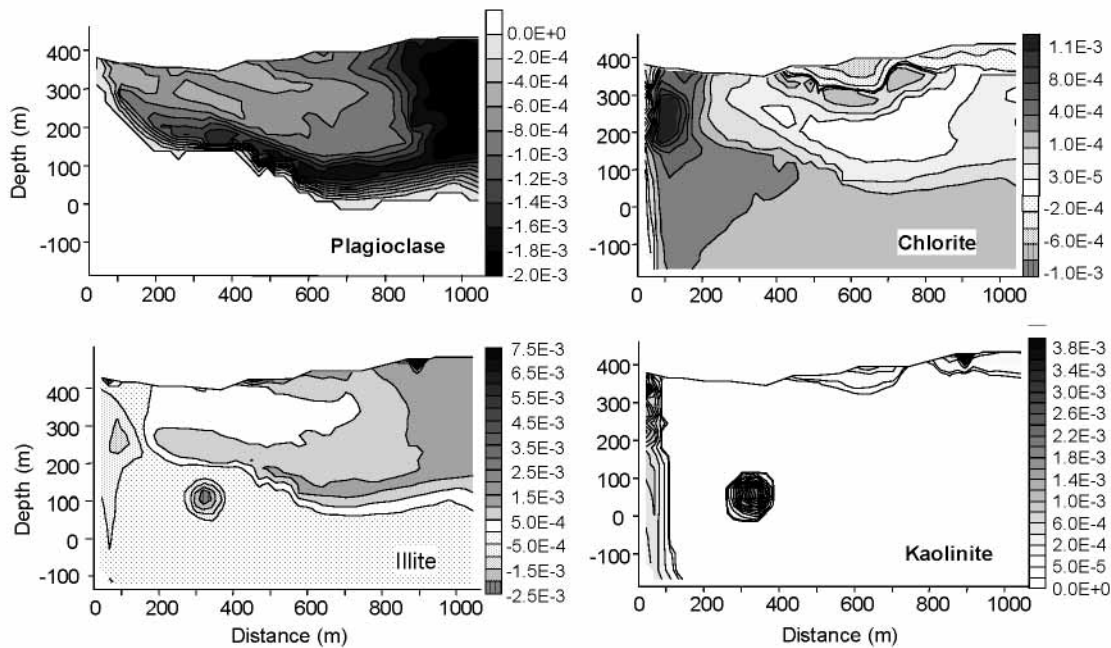 Depth (m)
400
300
200
100
0
-100
0 200 400 600 800 1000
Plagioclase
0.0E+0
-2.0E-4
-4.0E-4
-6.0E-4
-8.0E-4
-1.0E-3
-1.2E-3
-1.4E-3
-1.6E-3
-1.8E-3
-2.0E-3
400
300
200
100
0
-100
0 200 400 600 800 1000
Chlorite
1.1E-3
8.0E-4
4.0E-4
1.0E-4
3.0E-5
-2.0E-4
-6.0E-4
-1.0E-3
Depth (m)
400
300
200
100
0
-100
0 200 400 600 800 1000
Distance (m)
Illite
7.5E-3
6.5E-3
5.5E-3
4.5E-3
3.5E-3
2.5E-3
1.5E-3
5.0E-4
-5.0E-4
-1.5E-3
-2.5E-3
400
300
200
100
0
-100
0 200 400 600 800 1000
Distance (m)
Kaolinite
3.8E-3
3.4E-3
3.0E-3
2.6E-3
2.2E-3
1.8E-3
1.4E-3
1.0E-3
6.0E-4
2.0E-4
5.0E-5
0.0E+0